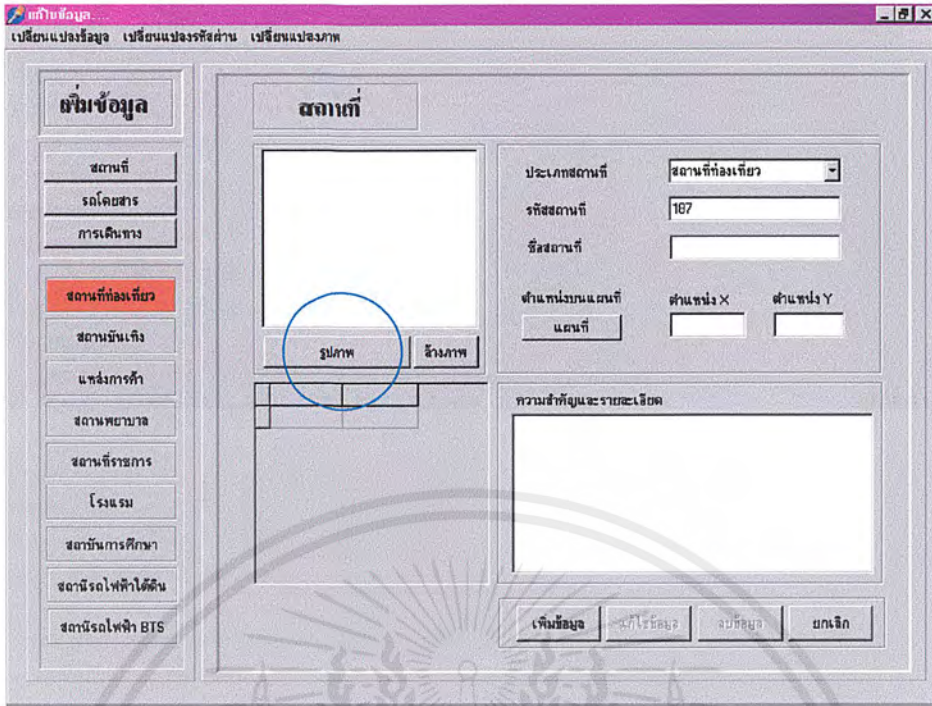 แก้ไขข้อมูล....
เปลี่ยนแปลงข้อมูล เปลี่ยนแปลงรหัสผ่าน เปลี่ยนแปลงภาพ
เพิ่มข้อมูล
สถานที่
รถโดยสาร
การเดินทาง
สถานที่ท่องเที่ยว
สถานบันเทิง
แหล่งการค้า
สถานพยาบาล
สถานที่ราชการ
โรงแรม
สถาบันการศึกษา
สถานีรถไฟฟ้าใต้ดิน
สถานีรถไฟฟ้า BTS
สถานที่
รูปภาพ ล้างภาพ
ประเภทสถานที่ สถานที่ท่องเที่ยว
รหัสสถานที่ 187
ชื่อสถานที่
ตำแหน่งบนแผนที่ ตำแหน่ง X ตำแหน่ง Y
แผนที่
ความสำคัญและรายละเอียด
เพิ่มข้อมูล แก้ไขข้อมูล ลบข้อมูล ยกเลิก